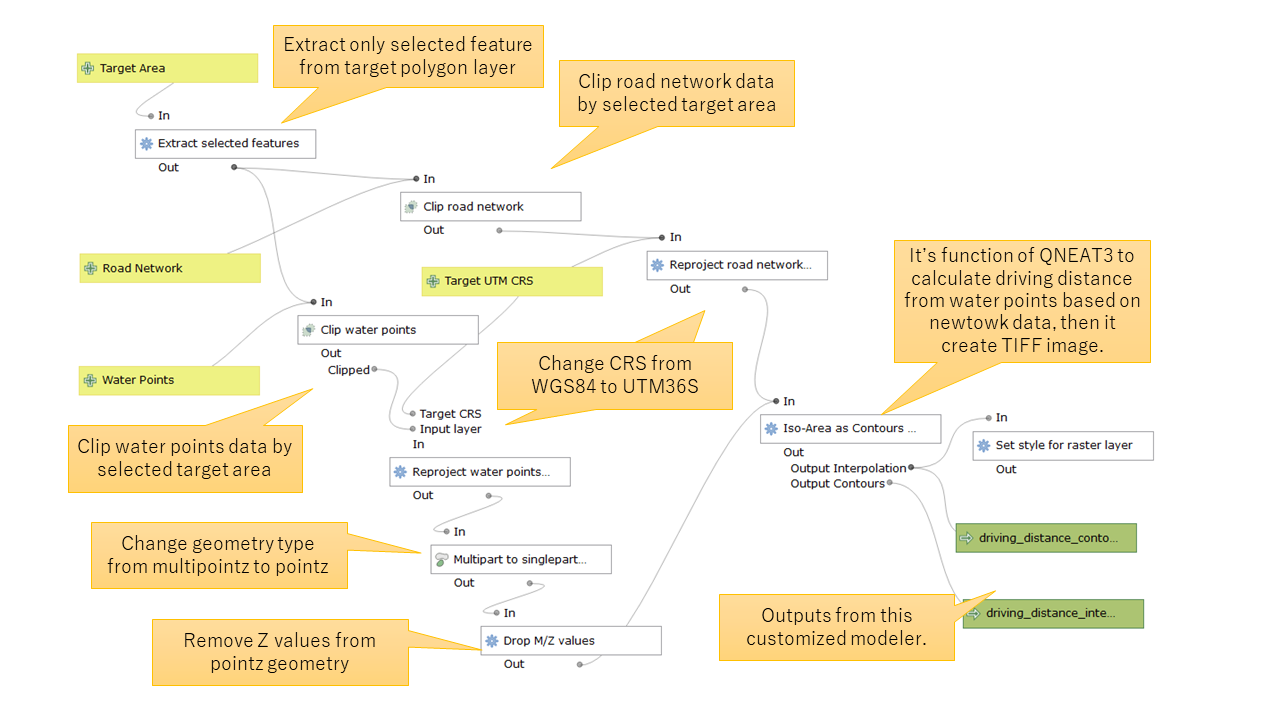 Target Area
In
Extract selected features
Out
Extract only selected feature
from target polygon layer
Clip road network data
by selected target area
In
Clip road network
Out
Road Network
Target UTM CRS
In
Reproject road network...
Out
It's function of QNEAT3 to
calculate driving distance
from water points based on
newtowk data, then it
create TIFF image.
In
Clip water points
Out
Clipped
Water Points
Change CRS from
WGS84 to UTM36S
Clip water points data by
selected target area
Target CRS
Input layer
In
Reproject water points...
Out
In
Iso-Area as Contours ...
Out
Output Interpolation
Output Contours
In
Set style for raster layer
Out
Change geometry type
from multipointz to pointz
In
Multipart to singlepart...
Out
driving_distance_conto...
driving_distance_inte...
Outputs from this
customized modeler.
Remove Z values from
pointz geometry
In
Drop M/Z values
Out